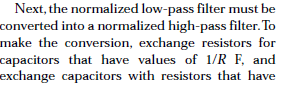 Next, the normalized low-pass filter must be
converted into a normalized high-pass filter. To
make the conversion, exchange resistors for
capacitors that have values of 1/R F, and
exchange capacitors with resistors that have